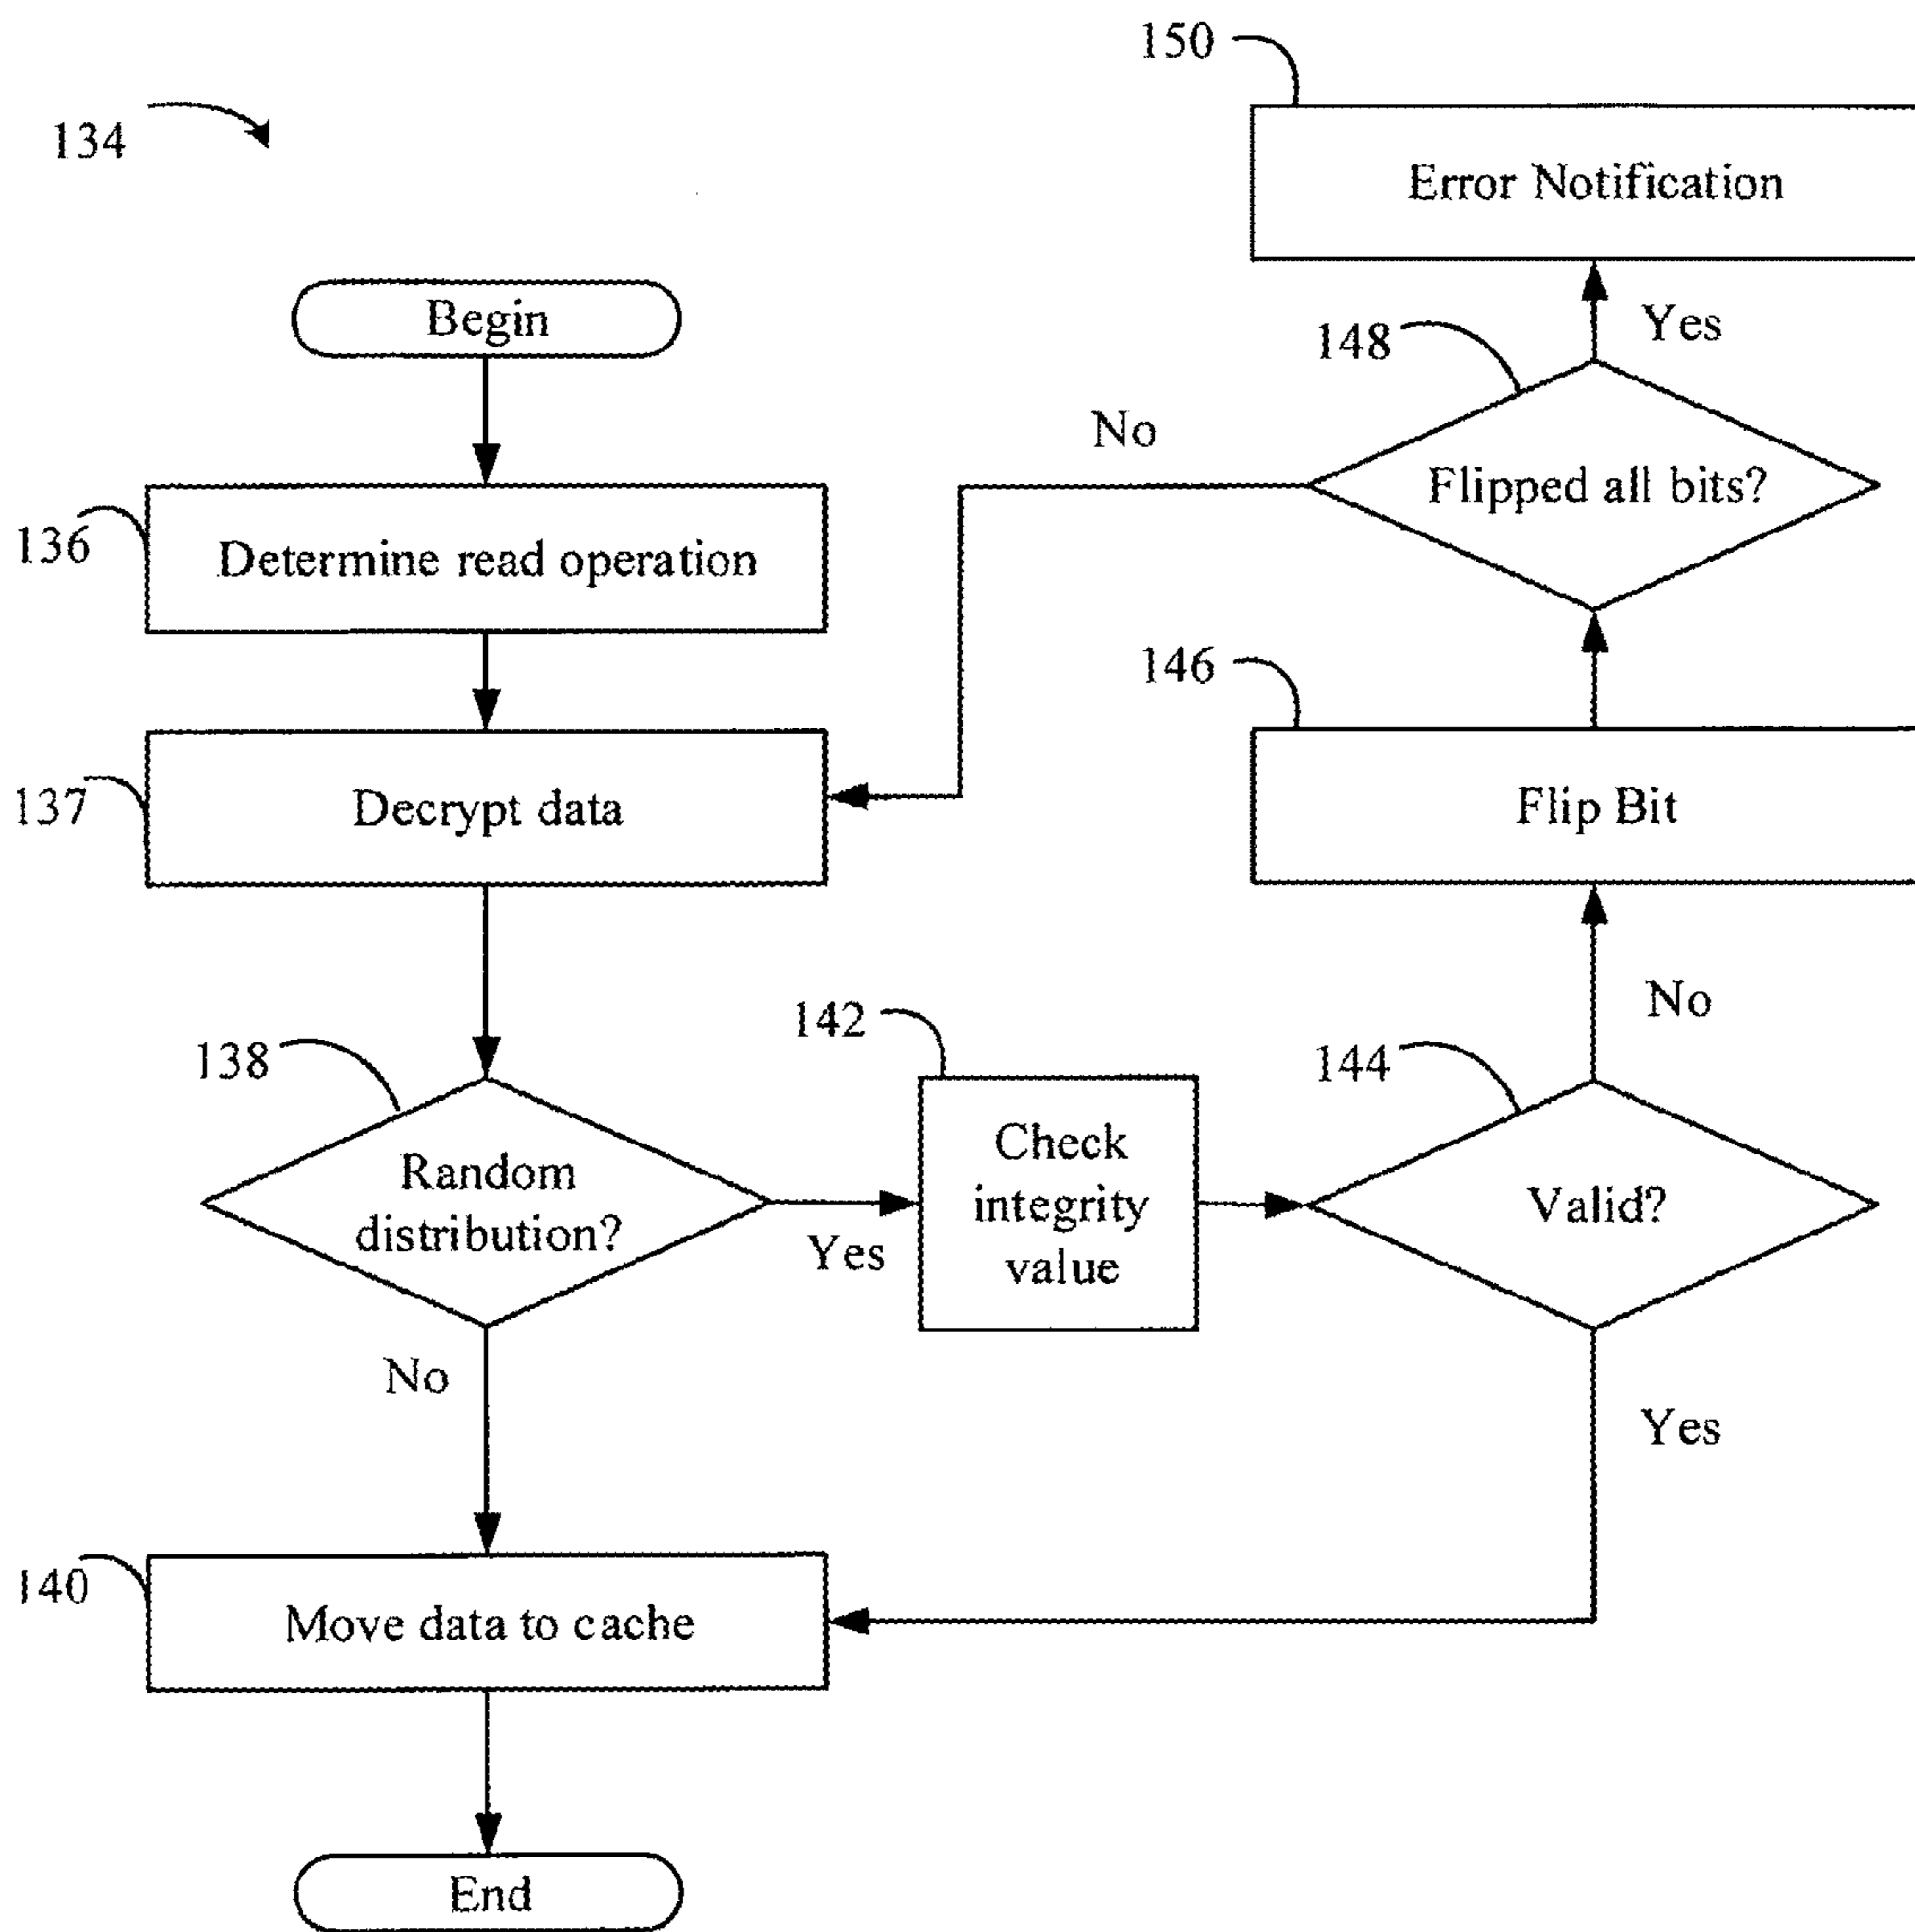 150
134
Error Notification
Begin
148
Yes
No
Flipped all bits?
136
Determine read operation
146
137
Decrypt data
Flip Bit
142
No
138
144
Check
integrity
value
Random
distribution?
Valid?
Yes
No
Yes
140
Move data to cache
End